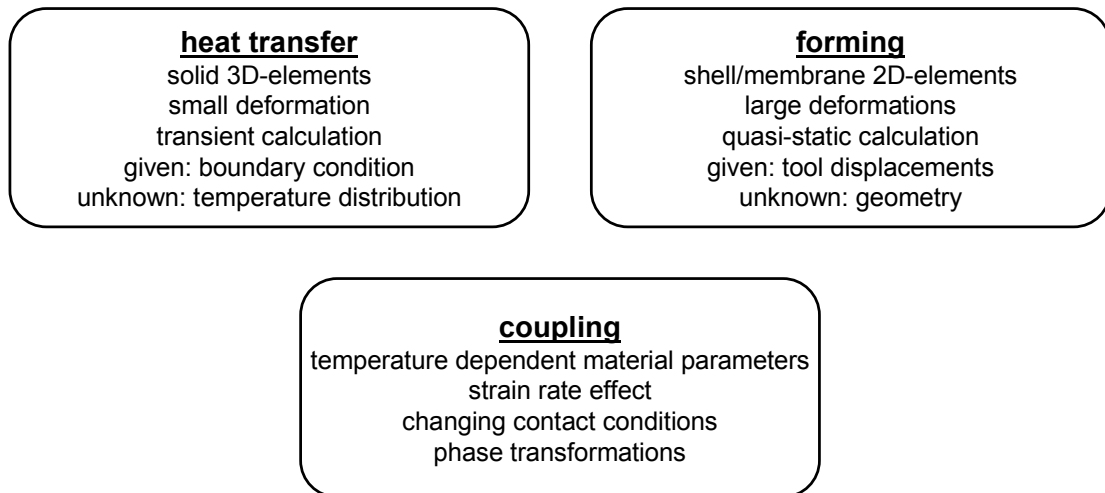 heat transfer
solid 3D-elements
small deformation
transient calculation
given: boundary condition
unknown: temperature distribution
forming
shell/membrane 2D-elements
large deformations
quasi-static calculation
given: tool displacements
unknown: geometry
coupling
temperature dependent material parameters
strain rate effect
changing contact conditions
phase transformations